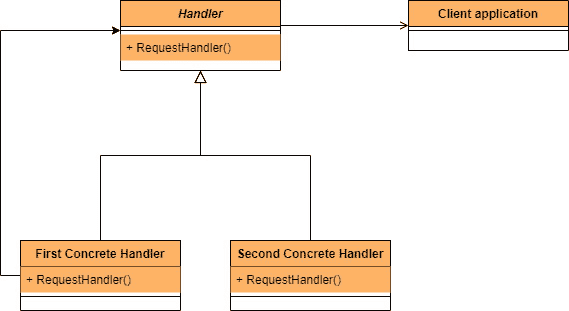 Handler
Client application
+ RequestHandler()
First Concrete Handler
Second Concrete Handler
+ RequestHandler()
+ RequestHandler()